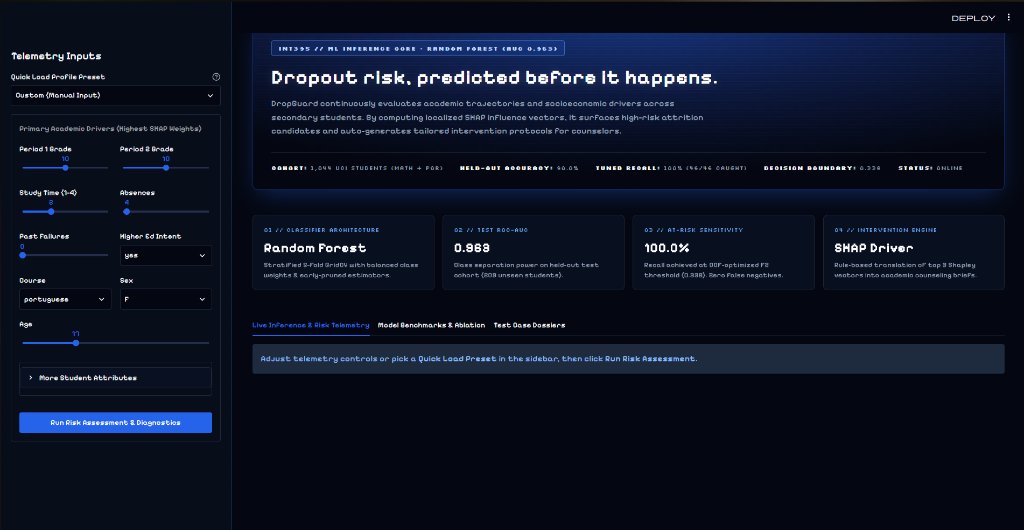 DEPLOY
Telemetry Inputs
Quick Load Profile Preset
Custom (Manual Input)
Primary Academic Drivers (Highest SHAP Weights)
Period 1 Grade
10
Period 2 Grade
10
Study Time (1-4)
2
Absences
4
Past Failures
0
Higher Ed Intent
yes
Course
portuguese
Sex
F
Age
17
More Student Attributes
Run Risk Assessment & Diagnostics
INT395 // ML INFERENCE CORE · RANDOM FOREST (AUC 0.963)
Dropout risk, predicted before it happens.
DropGuard continuously evaluates academic trajectories and socioeconomic drivers across
secondary students. By computing localized SHAP influence vectors, it surfaces high-risk attrition
candidates and auto-generates tailored intervention protocols for counselors.
COHORT: 1,044 UCI STUDENTS (MATH + POR)
HELD-OUT ACCURACY: 90.0%
TUNED RECALL: 100% (46/46 CAUGHT)
DECISION BOUNDARY: 0.338
STATUS: ONLINE
01 // CLASSIFIER ARCHITECTURE
Random Forest
Stratified 5-Fold GridCV with balanced class
weights & early-pruned estimators
02 // TEST ROC-AUC
0.963
Class separation power on held-out test
cohort (209 unseen students).
03 // AT-RISK SENSITIVITY
100.0%
Recall achieved at OOF-optimized F2
threshold (0.338). Zero False negatives.
04 // INTERVENTION ENGINE
SHAP Driver
Rule-based translation of top 3 Shapley
vectors into academic counseling briefs.
Live Inference & Risk Telemetry
Model Benchmarks & Ablation
Test Case Dossiers
Adjust telemetry controls or pick a Quick Load Preset in the sidebar, then click Run Risk Assessment.